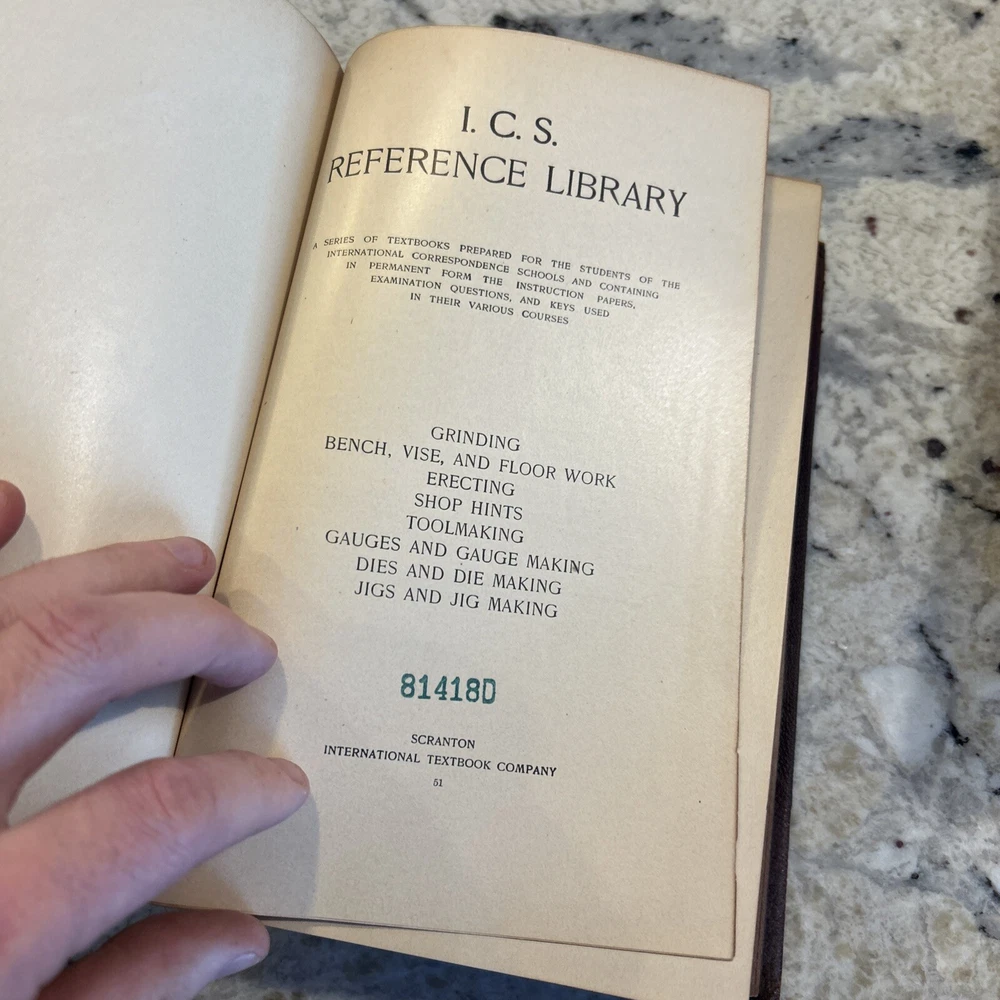 I. C. S.
REFERENCE LIBRARY
A SERIES OF TEXTBOOKS PREPARED FOR THE STUDENTS OF THE
INTERNATIONAL CORRESPONDENCE SCHOOLS AND CONTAINING
IN PERMANENT FORM THE INSTRUCTION PAPERS,
EXAMINATION QUESTIONS, AND KEYS USED
IN THEIR VARIOUS COURSES
GRINDING
BENCH, VISE, AND FLOOR WORK
ERECTING
SHOP HINTS
TOOLMAKING
GAUGES AND GAUGE MAKING
DIES AND DIE MAKING
JIGS AND JIG MAKING
81418D
SCRANTON
INTERNATIONAL TEXTBOOK COMPANY
51